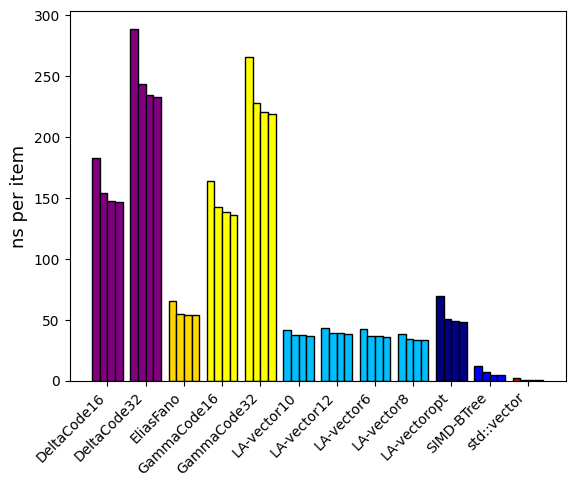 300
250
200
150
100
50
0
ns per item
DeltaCode16
DeltaCode32
EliasFano
GammaCode16
GammaCode32
LA-vector10
LA-vector12
LA-vector6
LA-vector8
LA-vectoropt
SIMD-BTree
std::vector